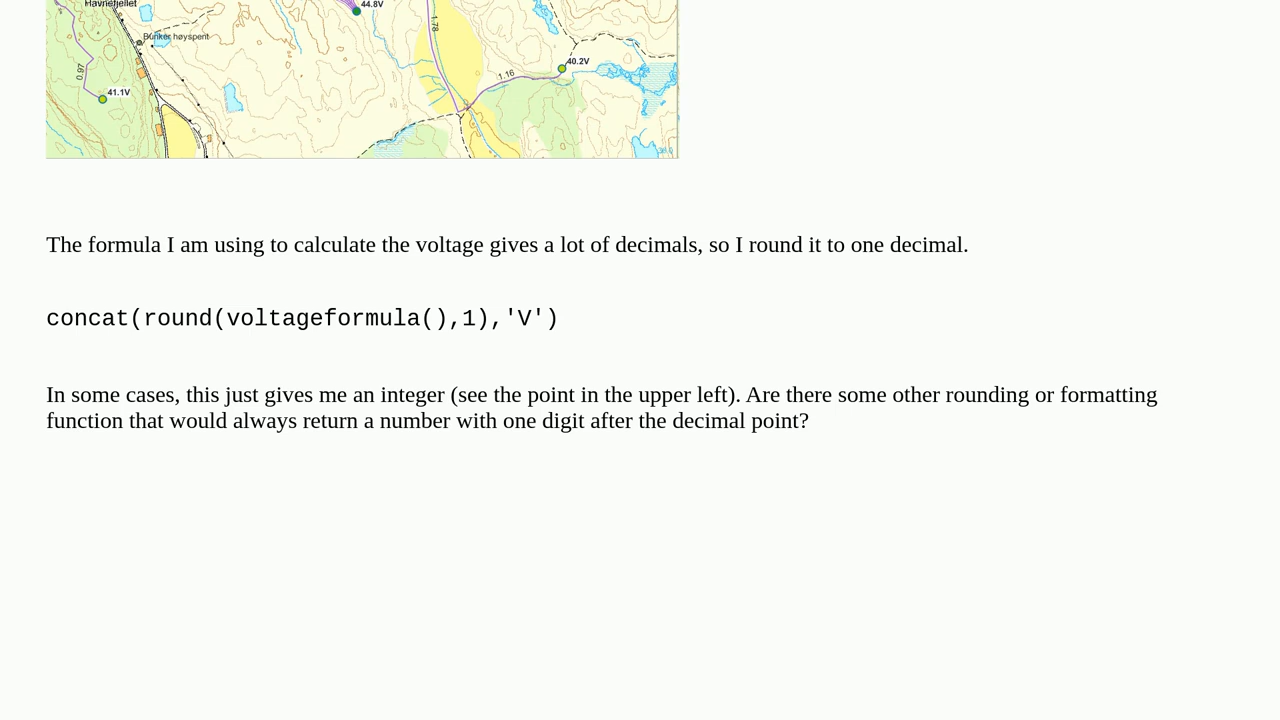 Havnefjellet
44.8V
1.78
Bunker høyspent
40.2V
0.97
1.16
41.1V
The formula I am using to calculate the voltage gives a lot of decimals, so I round it to one decimal.
concat(round(voltageformula(),1),'V')
In some cases, this just gives me an integer (see the point in the upper left). Are there some other rounding or formatting
function that would always return a number with one digit after the decimal point?